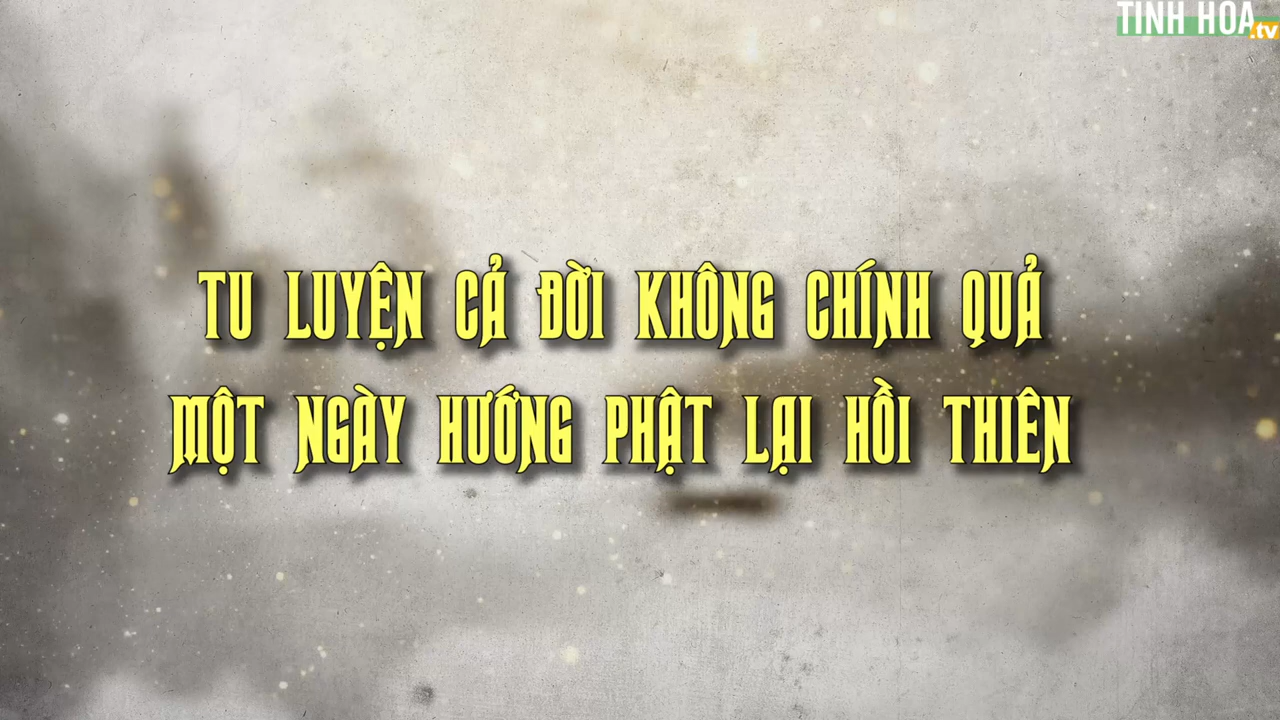 TINH HOA
.tv
TU LUYỆN CẢ ĐỜI KHÔNG CHÍNH QUẢ
MỘT NGÀY HƯỚNG PHẬT LẠI HỒI THIÊN